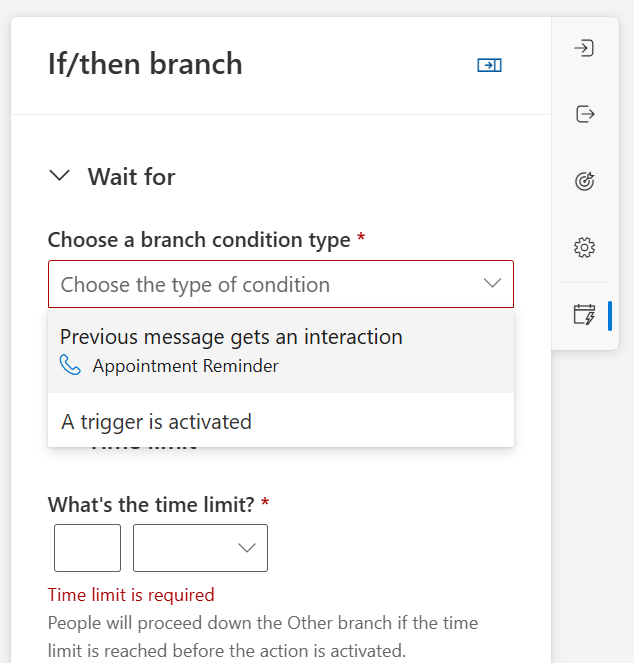 If/then branch
Wait for
Choose a branch condition type *
Choose the type of condition
Previous message gets an interaction
Appointment Reminder
A trigger is activated
What's the time limit? *
Time limit is required
People will proceed down the Other branch if the time
limit is reached before the action is activated.